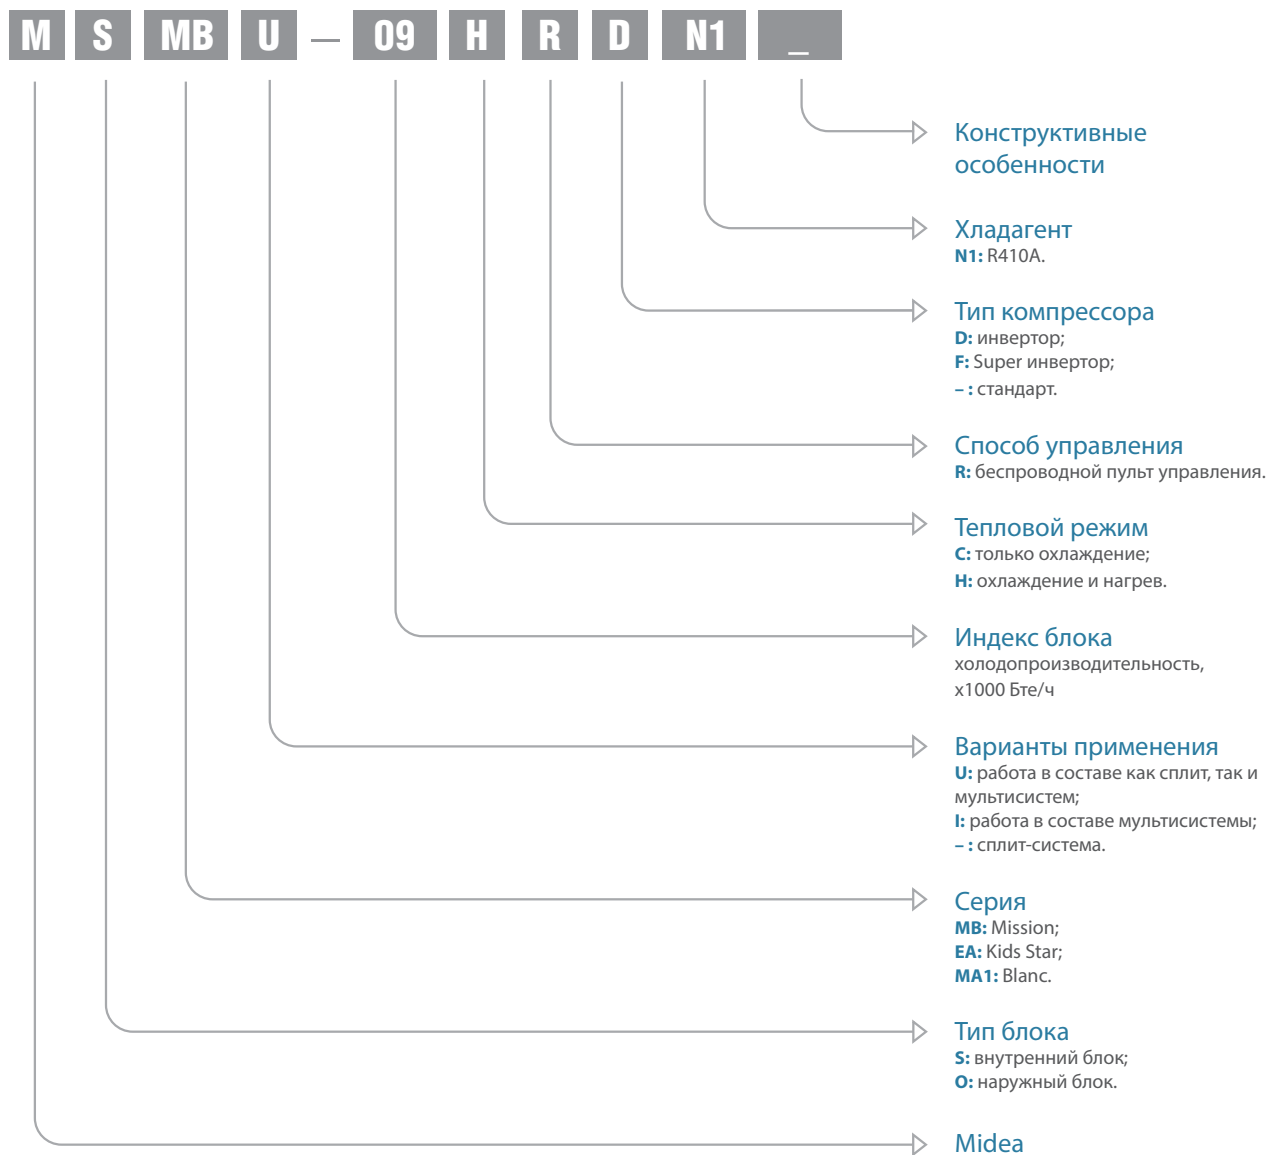 M S MB U — 09 H R D N1 _
Конструктивные
особенности
Хладагент
N1: R410A.
Тип компрессора
D: инвертор;
F: Super инвертор;
– : стандарт.
Способ управления
R: беспроводной пульт управления.
Тепловой режим
C: только охлаждение;
H: охлаждение и нагрев.
Индекс блока
холодопроизводительность,
x1000 Бте/ч
Варианты применения
U: работа в составе как сплит, так и
мультисистем;
I: работа в составе мультисистемы;
– : сплит-система.
Серия
MB: Mission;
EA: Kids Star;
MA1: Blanc.
Тип блока
S: внутренний блок;
O: наружный блок.
Midea